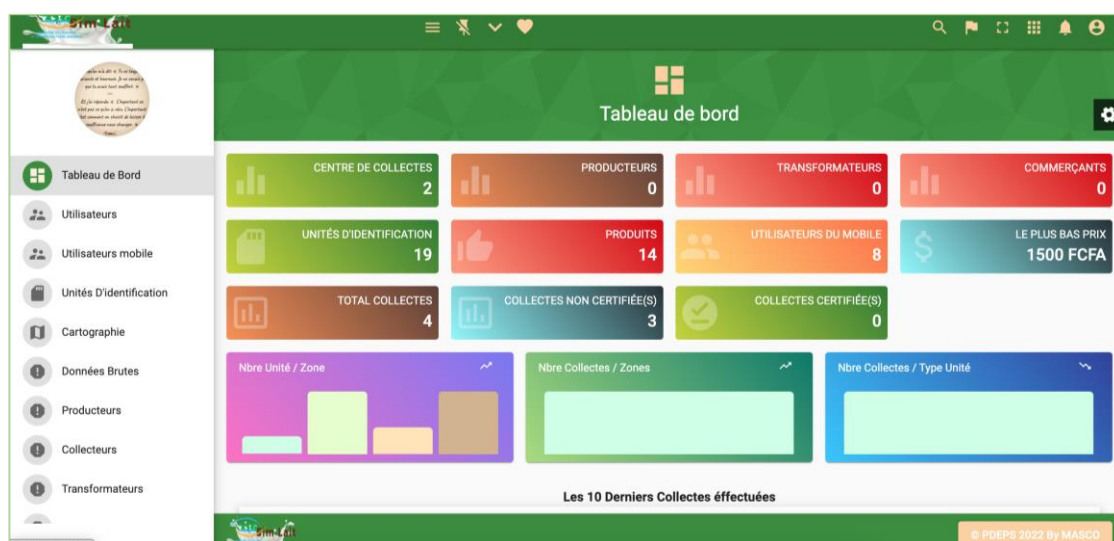 Sim Lait
Tableau de bord
Tableau de Bord
Utilisateurs
Utilisateurs mobile
Unités D'identification
Cartographie
Données Brutes
Producteurs
Collecteurs
Transformateurs
CENTRE DE COLLECTES
2
PRODUCTEURS
0
TRANSFORMATEURS
0
COMMERÇANTS
0
UNITÉS D'IDENTIFICATION
19
PRODUITS
14
UTILISATEURS DU MOBILE
8
LE PLUS BAS PRIX
1500 FCFA
TOTAL COLLECTES
4
COLLECTES NON CERTIFIÉE(S)
3
COLLECTES CERTIFIÉE(S)
0
Nbre Unité / Zone
Nbre Collectes / Zones
Nbre Collectes / Type Unité
Les 10 Derniers Collectes éffectuées
Sim Lait
© PDEPS 2022 By MASCO